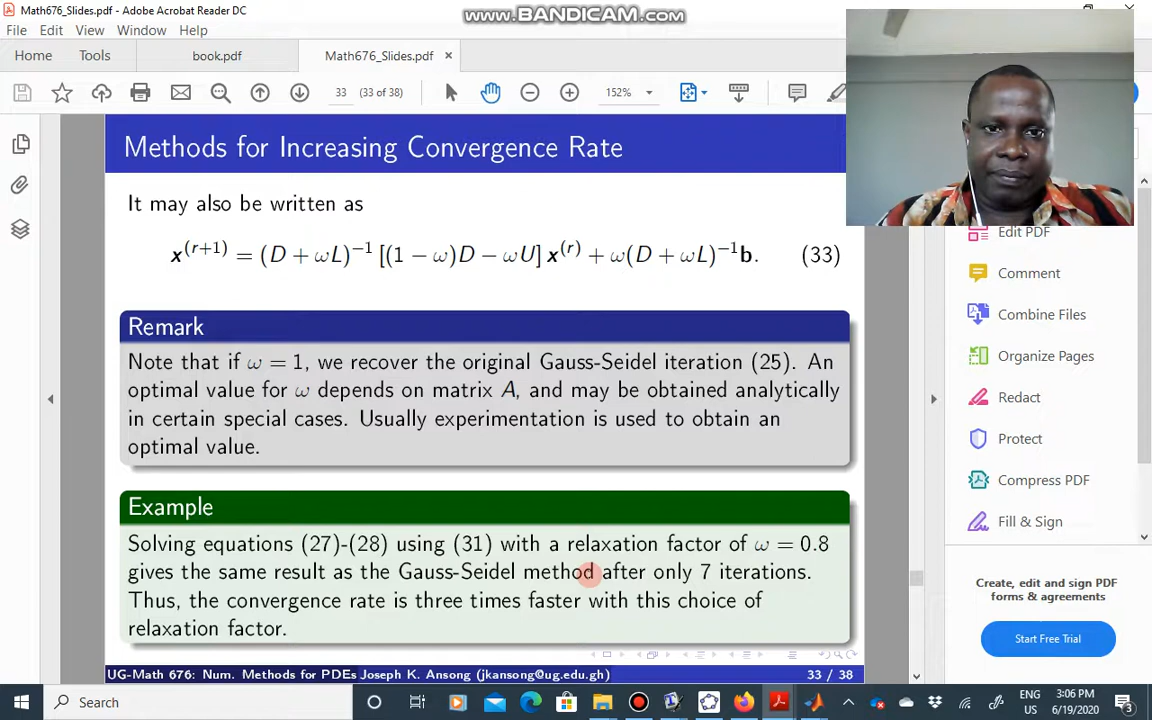 Math676_Slides.pdf - Adobe Acrobat Reader DC
www.BANDICAM.com
File Edit View Window Help
Home Tools book.pdf Math676_Slides.pdf ×
33 (33 of 38) 152%
Methods for Increasing Convergence Rate
It may also be written as
x^(r+1) = (D + ωL)^−1 [(1 − ω)D − ωU] x^(r) + ω(D + ωL)^−1 b. (33)
Remark
Note that if ω = 1, we recover the original Gauss-Seidel iteration (25). An
optimal value for ω depends on matrix A, and may be obtained analytically
in certain special cases. Usually experimentation is used to obtain an
optimal value.
Example
Solving equations (27)-(28) using (31) with a relaxation factor of ω = 0.8
gives the same result as the Gauss-Seidel method after only 7 iterations.
Thus, the convergence rate is three times faster with this choice of
relaxation factor.
UG-Math 676: Num. Methods for PDEs Joseph K. Ansong (jkansong@ug.edu.gh) 33 / 38
Edit PDF
Comment
Combine Files
Organize Pages
Redact
Protect
Compress PDF
Fill & Sign
Create, edit and sign PDF
forms & agreements
Start Free Trial
Search
ENG
US
3:06 PM
6/19/2020
3